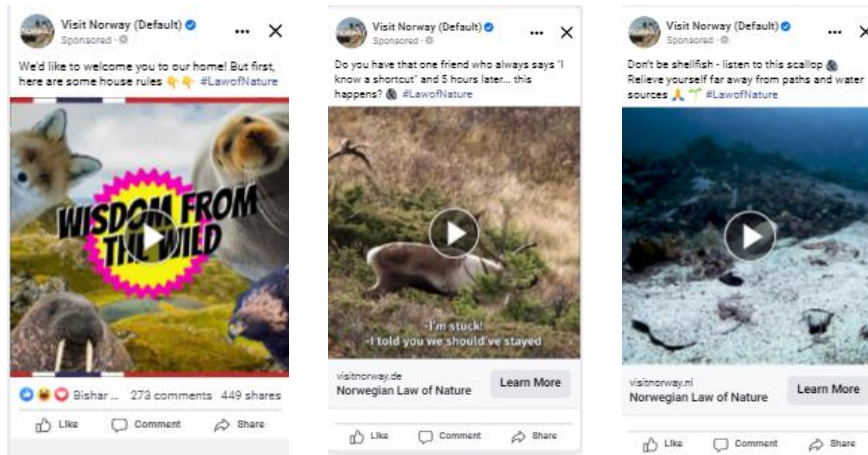 Visit Norway (Default)
Sponsored ·
We'd like to welcome you to our home! But first,
here are some house rules 👇👇 #LawofNature
WISDOM FROM
THE WILD
Bishar ... 273 comments 449 shares
Like Comment Share
Visit Norway (Default)
Sponsored ·
Do you have that one friend who always says "I
know a shortcut" and 5 hours later... this
happens? #LawofNature
-I'm stuck!
-I told you we should've stayed
visitnorway.de
Norwegian Law of Nature
Learn More
Like Comment Share
Visit Norway (Default)
Sponsored ·
Don't be shellfish - listen to this scallop
Relieve yourself far away from paths and water
sources 🙏 🌱 #LawofNature
visitnorway.nl
Norwegian Law of Nature
Learn More
Like Comment Share